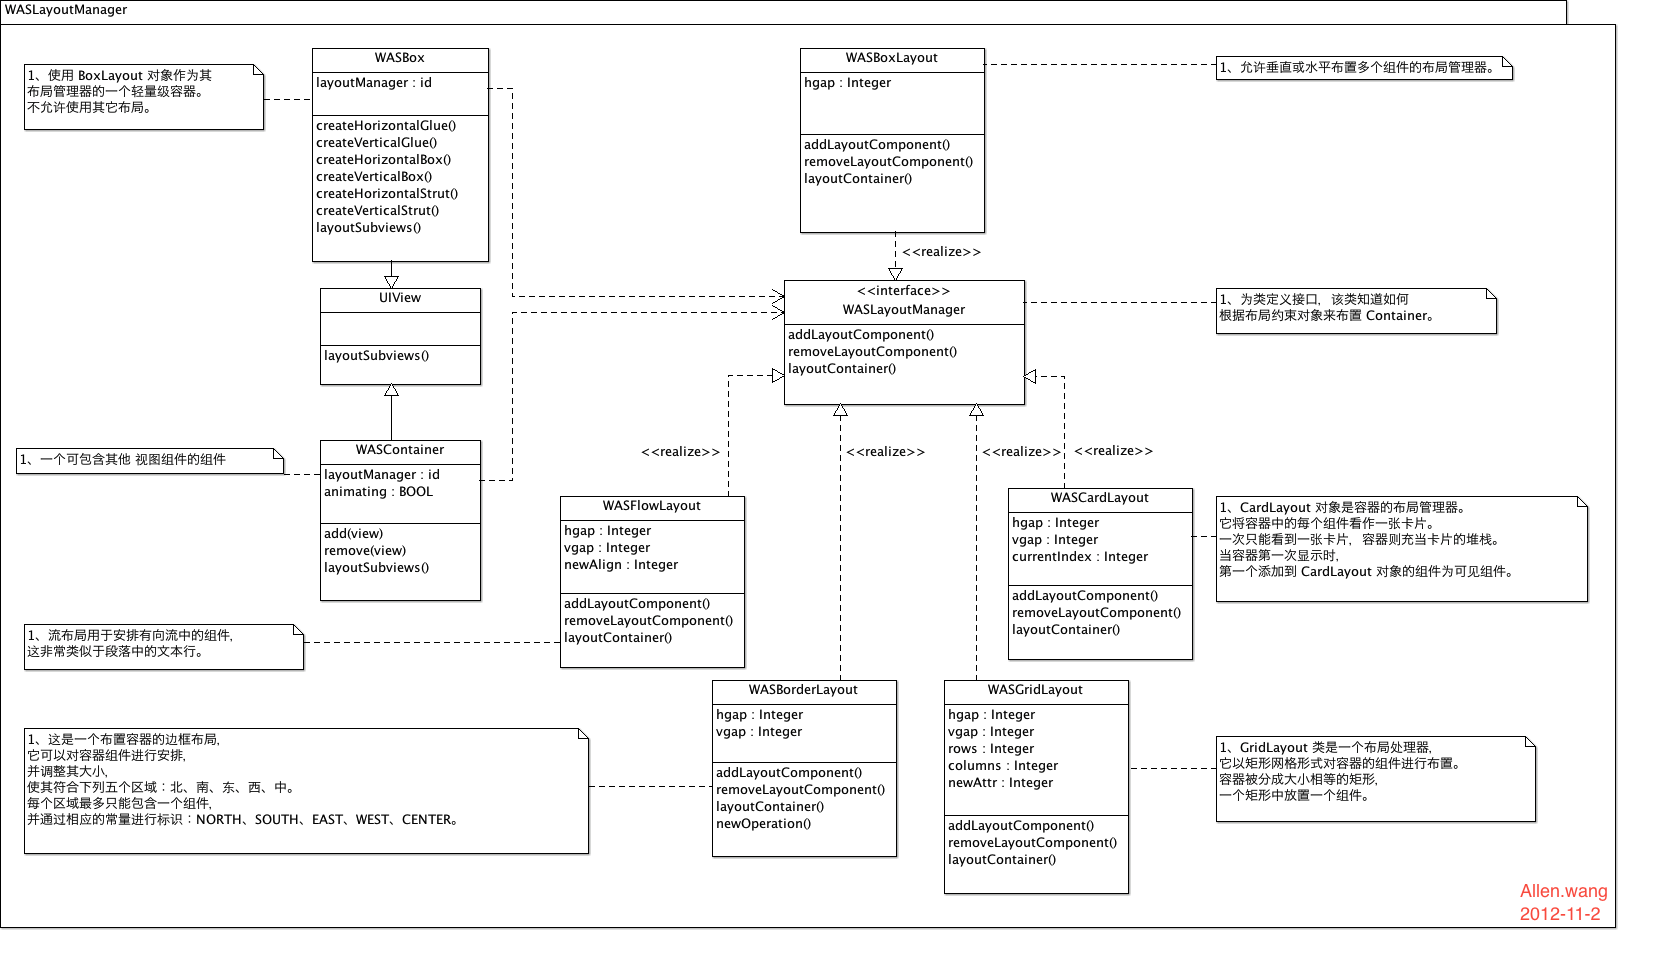 WASLayoutManager
1、使用 BoxLayout 对象作为其
布局管理器的一个轻量级容器。
不允许使用其它布局。
WASBox
layoutManager : id
createHorizontalGlue()
createVerticalGlue()
createHorizontalBox()
createVerticalBox()
createHorizontalStrut()
createVerticalStrut()
layoutSubviews()
WASBoxLayout
hgap : Integer
addLayoutComponent()
removeLayoutComponent()
layoutContainer()
1、允许垂直或水平布置多个组件的布局管理器。
<<realize>>
UIView
layoutSubviews()
<<interface>>
WASLayoutManager
addLayoutComponent()
removeLayoutComponent()
layoutContainer()
1、为类定义接口，该类知道如何
根据布局约束对象来布置 Container。
1、一个可包含其他 视图组件的组件
WASContainer
layoutManager : id
animating : BOOL
add(view)
remove(view)
layoutSubviews()
<<realize>>
<<realize>>
<<realize>>
<<realize>>
WASFlowLayout
hgap : Integer
vgap : Integer
newAlign : Integer
addLayoutComponent()
removeLayoutComponent()
layoutContainer()
WASCardLayout
hgap : Integer
vgap : Integer
currentIndex : Integer
addLayoutComponent()
removeLayoutComponent()
layoutContainer()
1、CardLayout 对象是容器的布局管理器。
它将容器中的每个组件看作一张卡片。
一次只能看到一张卡片，容器则充当卡片的堆栈。
当容器第一次显示时，
第一个添加到 CardLayout 对象的组件为可见组件。
1、流布局用于安排有向流中的组件，
这非常类似于段落中的文本行。
1、这是一个布置容器的边框布局，
它可以对容器组件进行安排，
并调整其大小，
使其符合下列五个区域：北、南、东、西、中。
每个区域最多只能包含一个组件，
并通过相应的常量进行标识：NORTH、SOUTH、EAST、WEST、CENTER。
WASBorderLayout
hgap : Integer
vgap : Integer
addLayoutComponent()
removeLayoutComponent()
layoutContainer()
newOperation()
WASGridLayout
hgap : Integer
vgap : Integer
rows : Integer
columns : Integer
newAttr : Integer
addLayoutComponent()
removeLayoutComponent()
layoutContainer()
1、GridLayout 类是一个布局处理器，
它以矩形网格形式对容器的组件进行布置。
容器被分成大小相等的矩形，
一个矩形中放置一个组件。
Allen.wang
2012-11-2